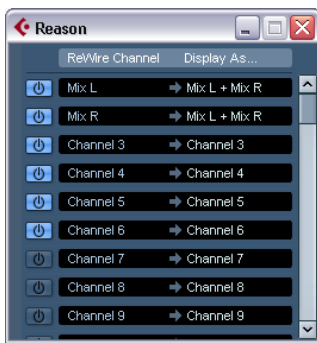 Reason
ReWire Channel Display As...
Mix L Mix L + Mix R
Mix R Mix L + Mix R
Channel 3 Channel 3
Channel 4 Channel 4
Channel 5 Channel 5
Channel 6 Channel 6
Channel 7 Channel 7
Channel 8 Channel 8
Channel 9 Channel 9